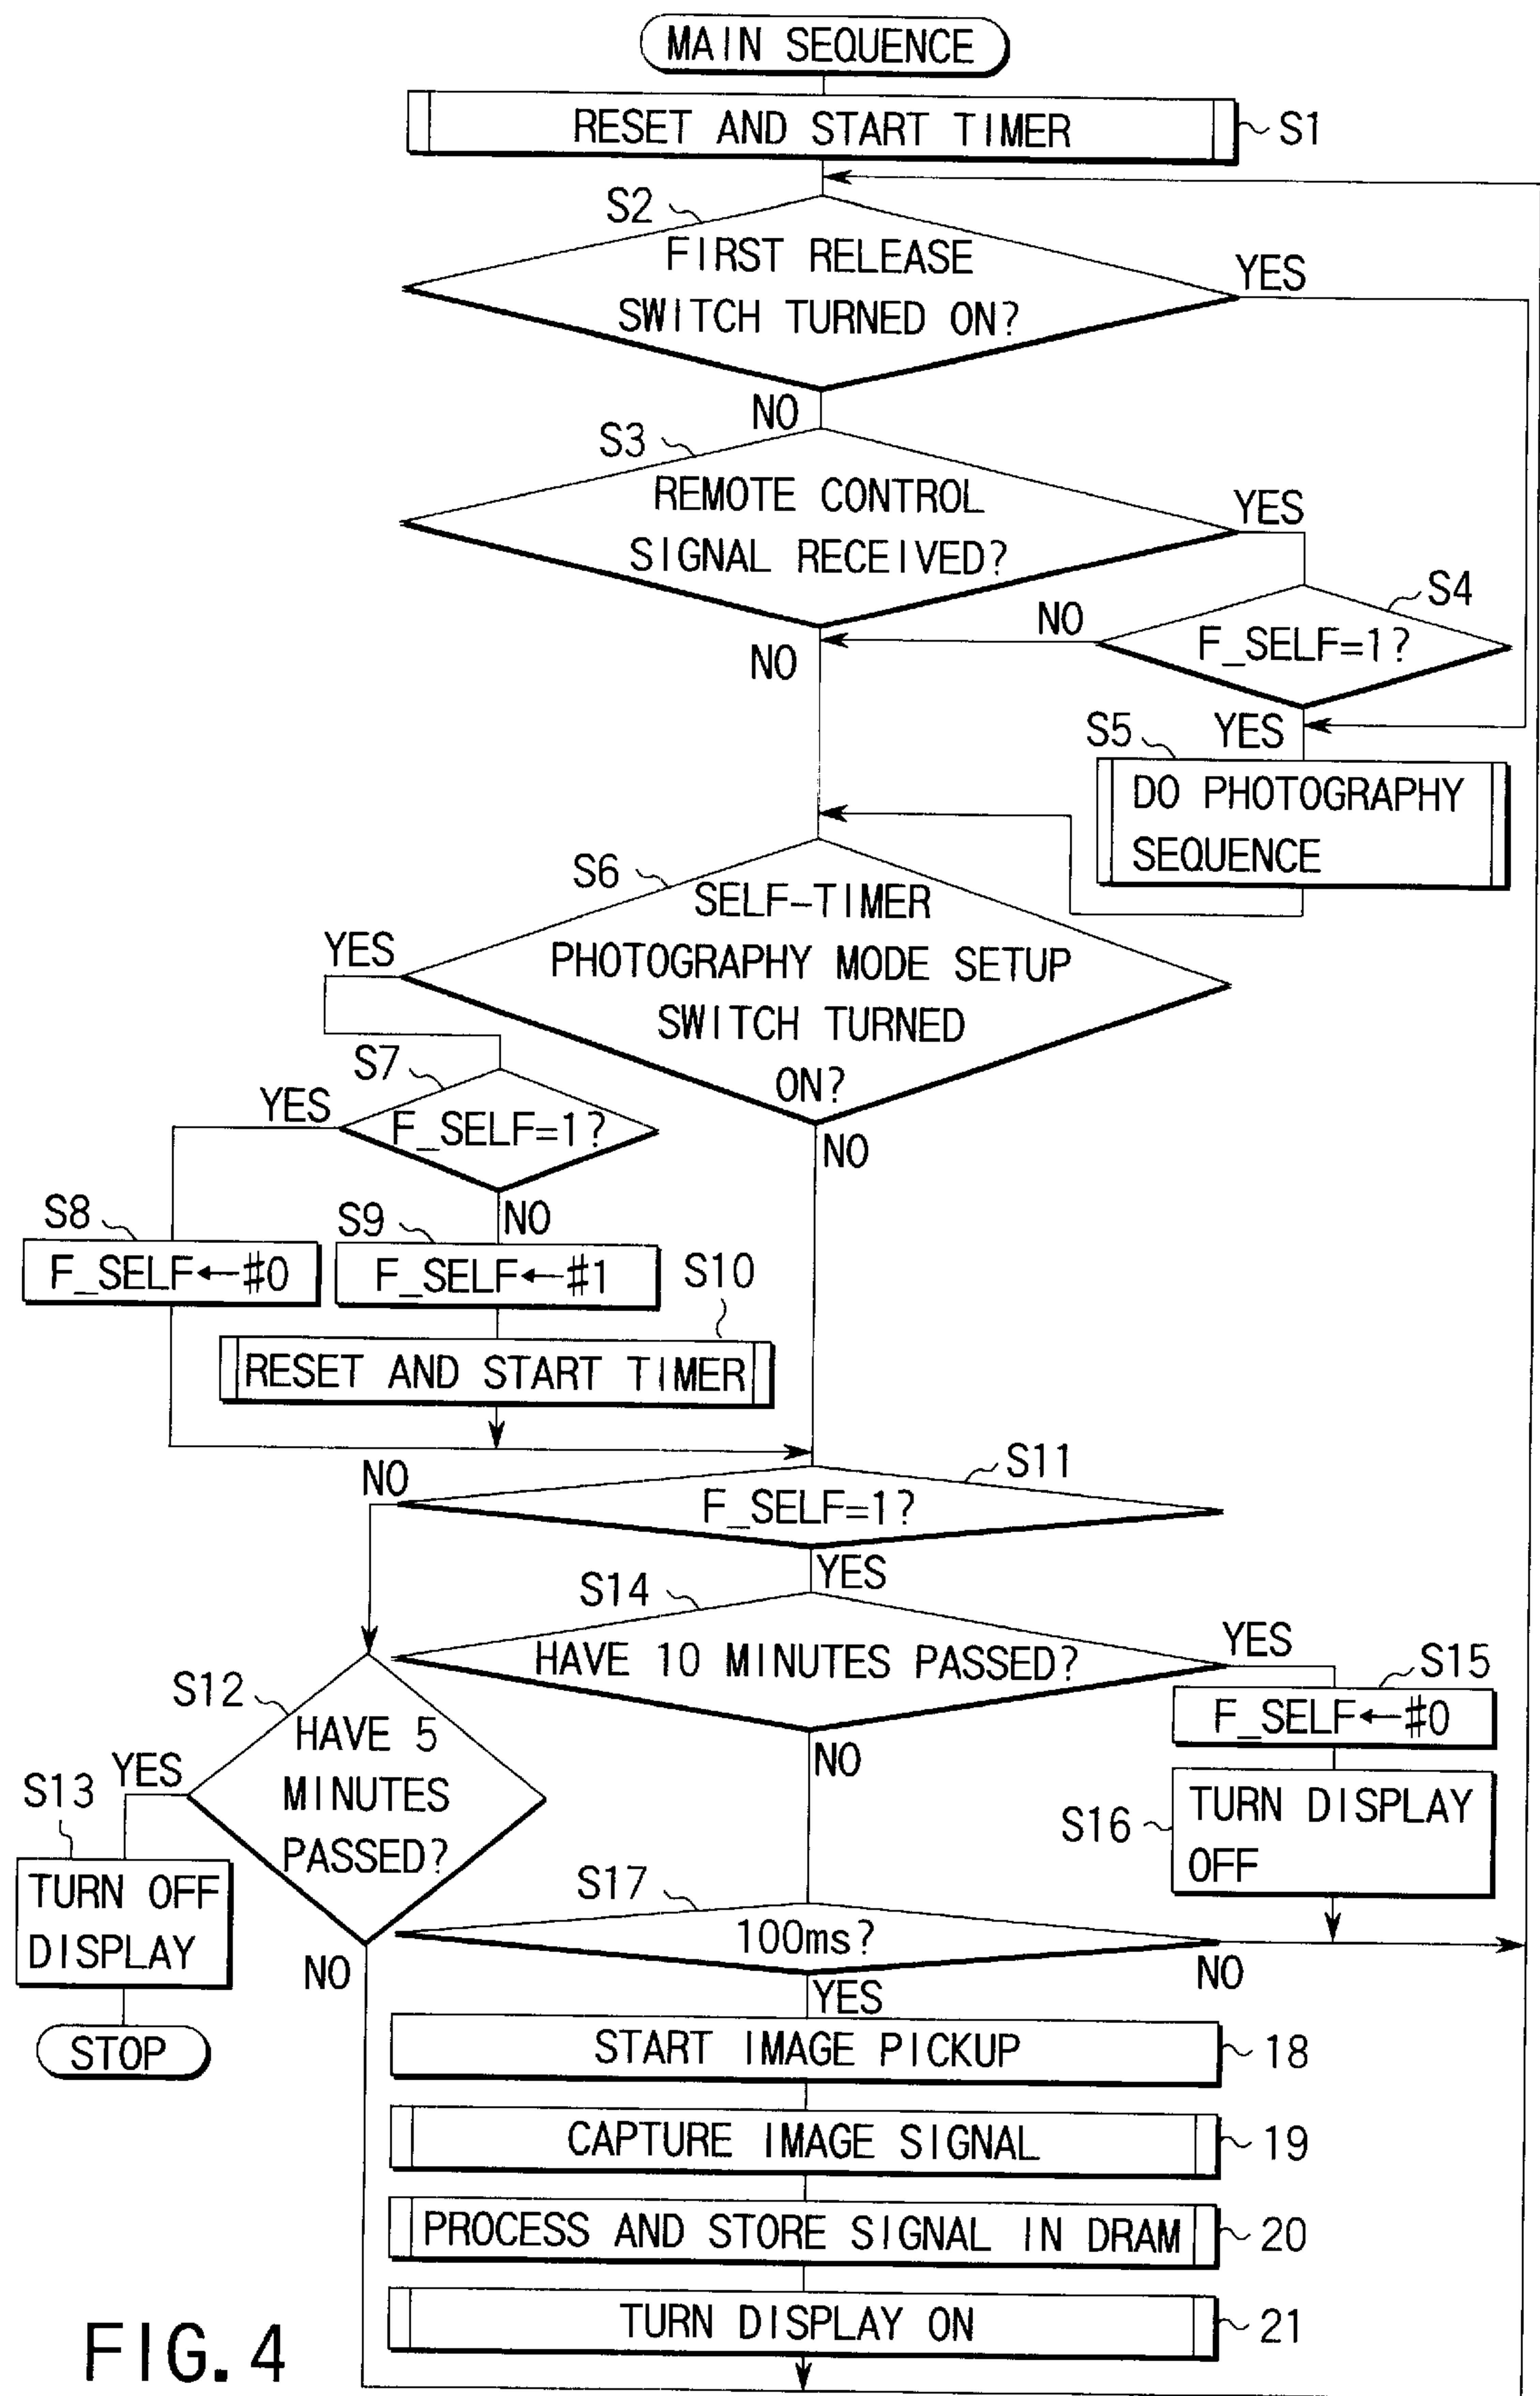 MAIN SEQUENCE
RESET AND START TIMER
S1
S2
FIRST RELEASE
SWITCH TURNED ON?
YES
NO
S3
REMOTE CONTROL
SIGNAL RECEIVED?
YES
NO
S4
F_SELF=1?
NO
YES
S5
DO PHOTOGRAPHY
SEQUENCE
S6
SELF-TIMER
PHOTOGRAPHY MODE SETUP
SWITCH TURNED
ON?
YES
NO
S7
F_SELF=1?
YES
NO
S8
F_SELF←#0
S9
F_SELF←#1
S10
RESET AND START TIMER
S11
F_SELF=1?
NO
YES
S14
HAVE 10 MINUTES PASSED?
YES
NO
S15
F_SELF←#0
S16
TURN DISPLAY
OFF
S12
HAVE 5
MINUTES
PASSED?
YES
NO
S13
TURN OFF
DISPLAY
STOP
S17
100ms?
NO
YES
START IMAGE PICKUP
18
CAPTURE IMAGE SIGNAL
19
PROCESS AND STORE SIGNAL IN DRAM
20
TURN DISPLAY ON
21
FIG. 4